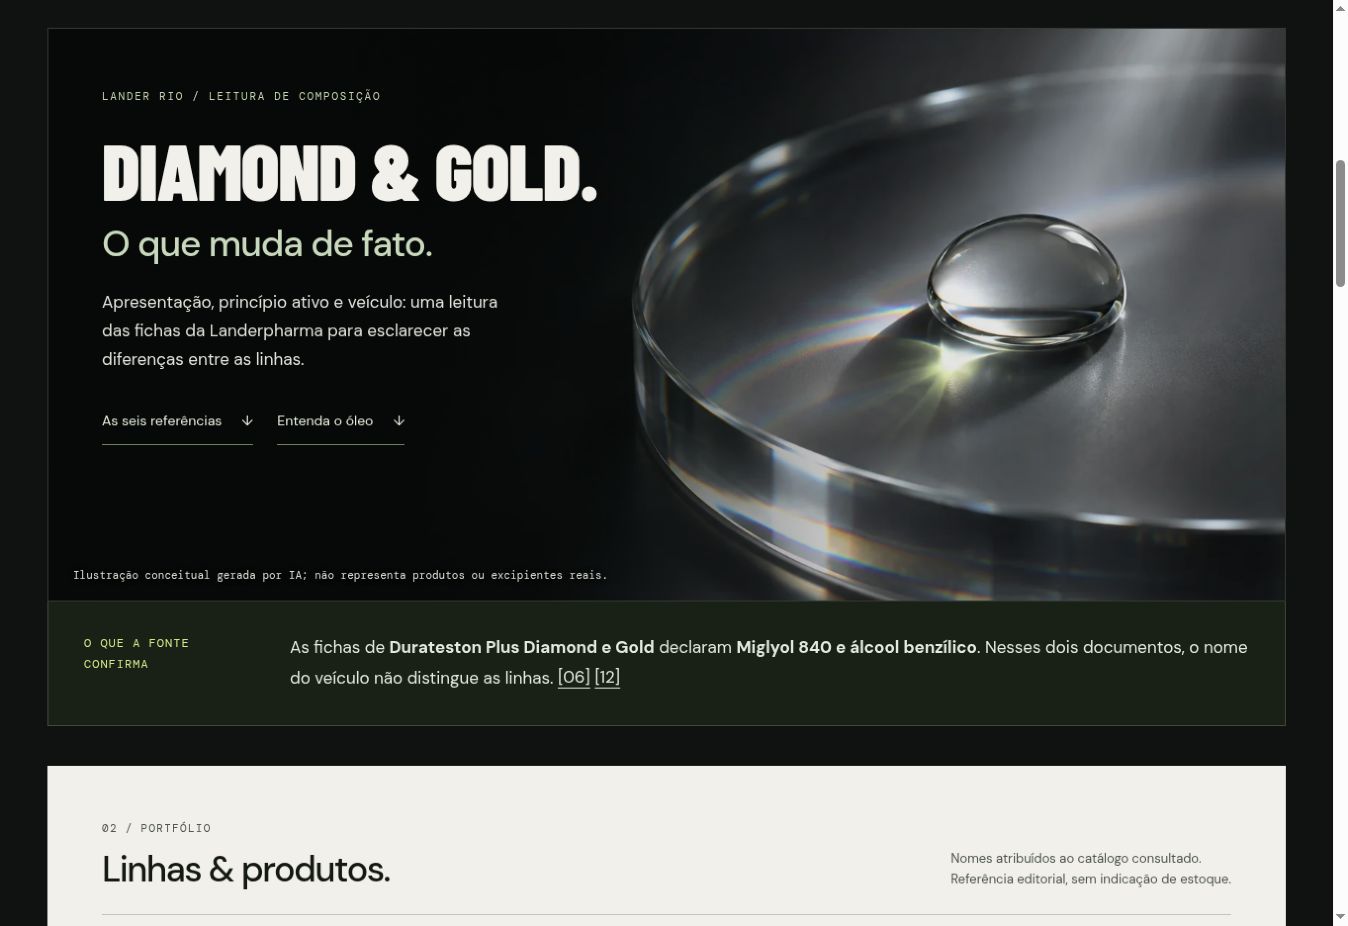 LANDER RIO / LEITURA DE COMPOSIÇÃO
DIAMOND & GOLD.
O que muda de fato.
Apresentação, princípio ativo e veículo: uma leitura
das fichas da Landerpharma para esclarecer as
diferenças entre as linhas.
As seis referências ↓ Entenda o óleo ↓
Ilustração conceitual gerada por IA; não representa produtos ou excipientes reais.
O QUE A FONTE
CONFIRMA
As fichas de Durateston Plus Diamond e Gold declaram Miglyol 840 e álcool benzílico. Nesses dois documentos, o nome
do veículo não distingue as linhas. [06] [12]
02 / PORTFÓLIO
Linhas & produtos.
Nomes atribuídos ao catálogo consultado.
Referência editorial, sem indicação de estoque.